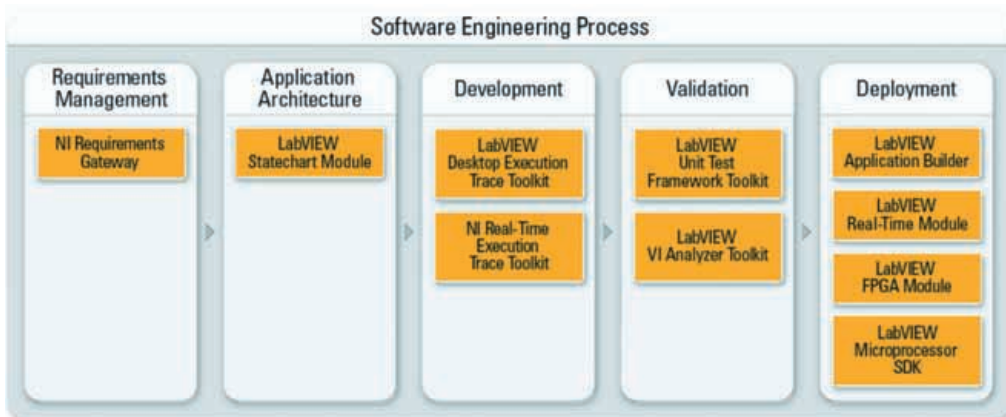 Software Engineering Process
Requirements
Management
NI Requirements
Gateway
Application
Architecture
LabVIEW
Statechart Module
Development
LabVIEW
Desktop Execution
Trace Toolkit
NI Real-Time
Execution
Trace Toolkit
Validation
LabVIEW
Unit Test
Framework Toolkit
LabVIEW
VI Analyzer Toolkit
Deployment
LabVIEW
Application Builder
LabVIEW
Real-Time Module
LabVIEW
FPGA Module
LabVIEW
Microprocessor
SDK